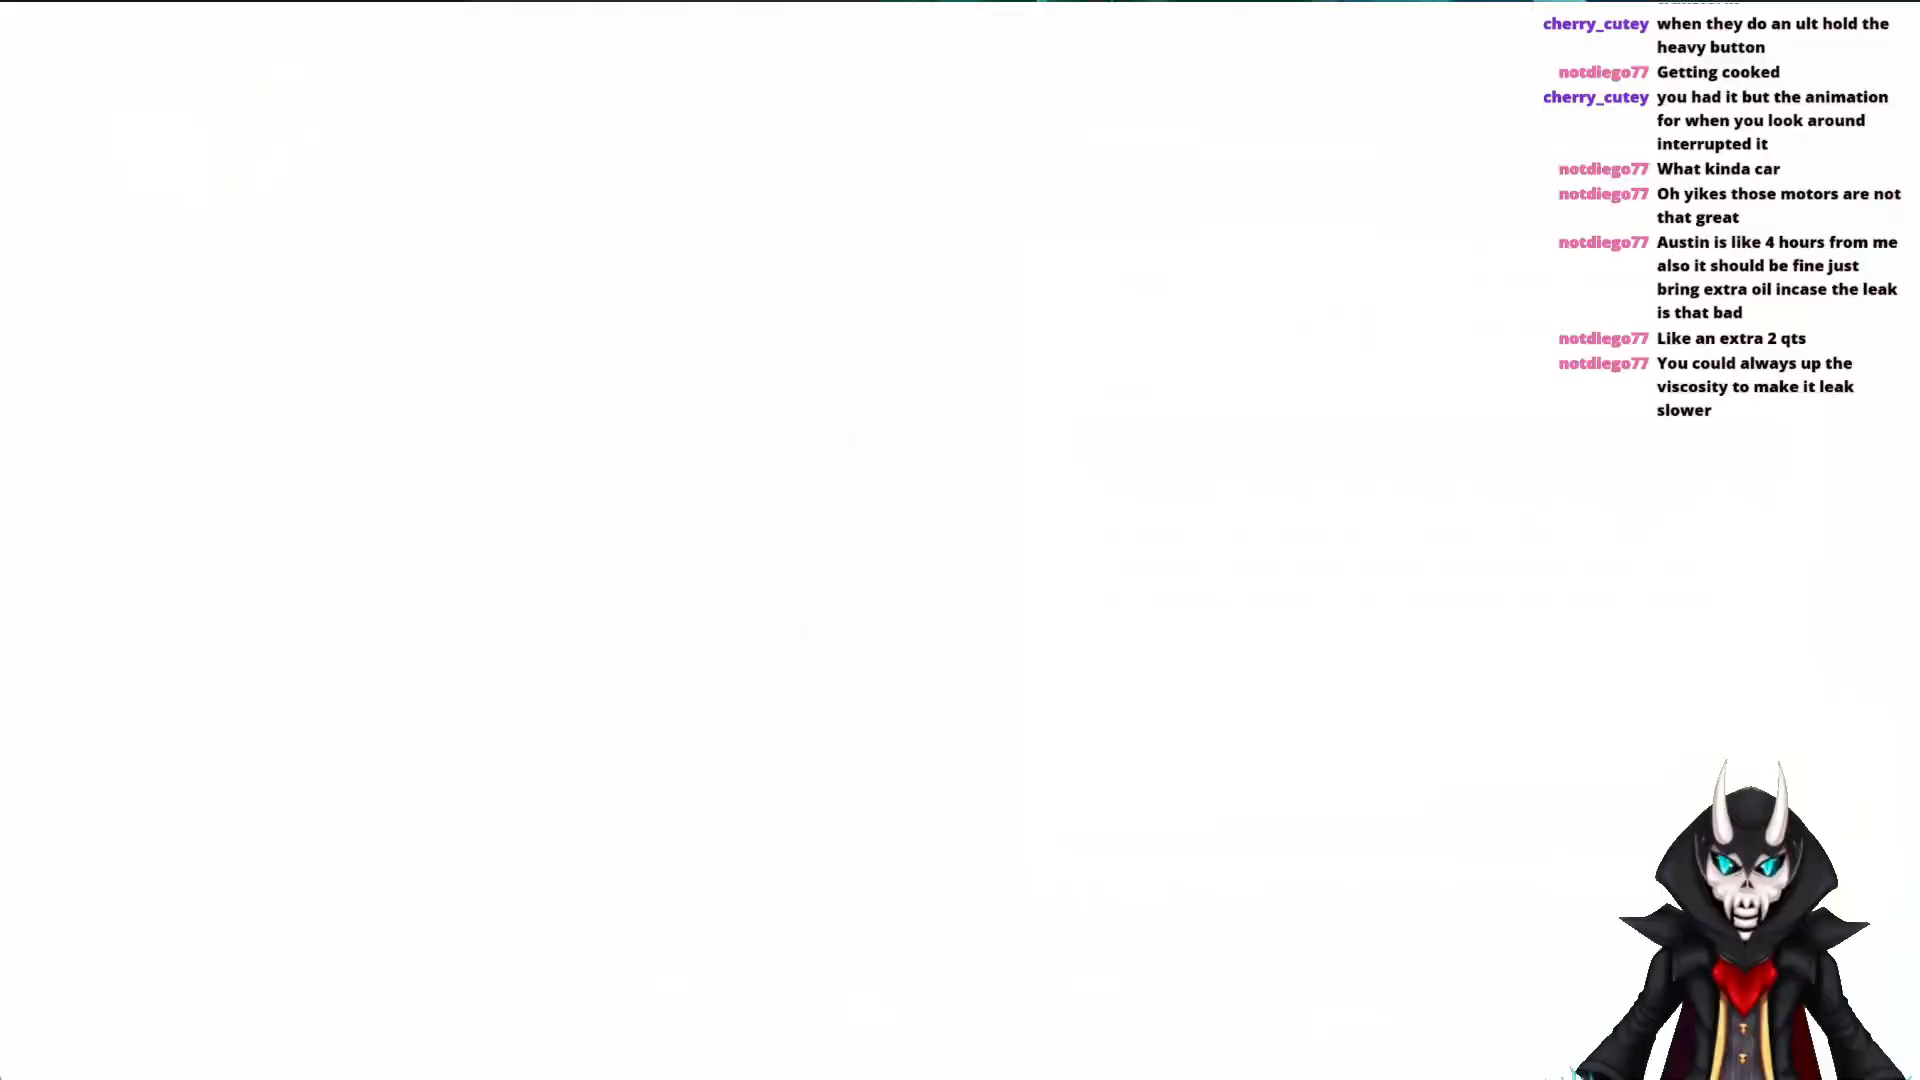 cherry_cutey when they do an ult hold the
heavy button
notdiego77 Getting cooked
cherry_cutey you had it but the animation
for when you look around
interrupted it
notdiego77 What kinda car
notdiego77 Oh yikes those motors are not
that great
notdiego77 Austin is like 4 hours from me
also it should be fine just
bring extra oil incase the leak
is that bad
notdiego77 Like an extra 2 qts
notdiego77 You could always up the
viscosity to make it leak
slower